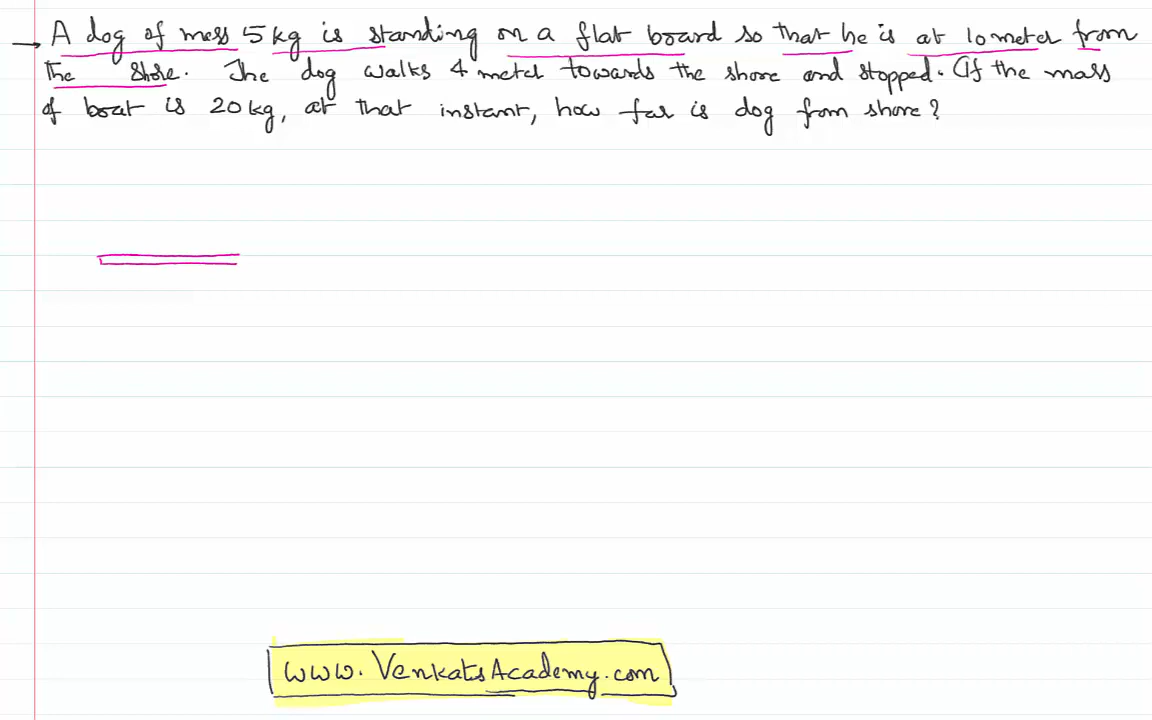 → A dog of mass 5 kg is standing on a flat board so that he is at 10 meter from
the shore. The dog walks 4 meter towards the shore and stopped. If the mass
of boat is 20 kg, at that instant, how far is dog from shore?
www.VenkatsAcademy.com